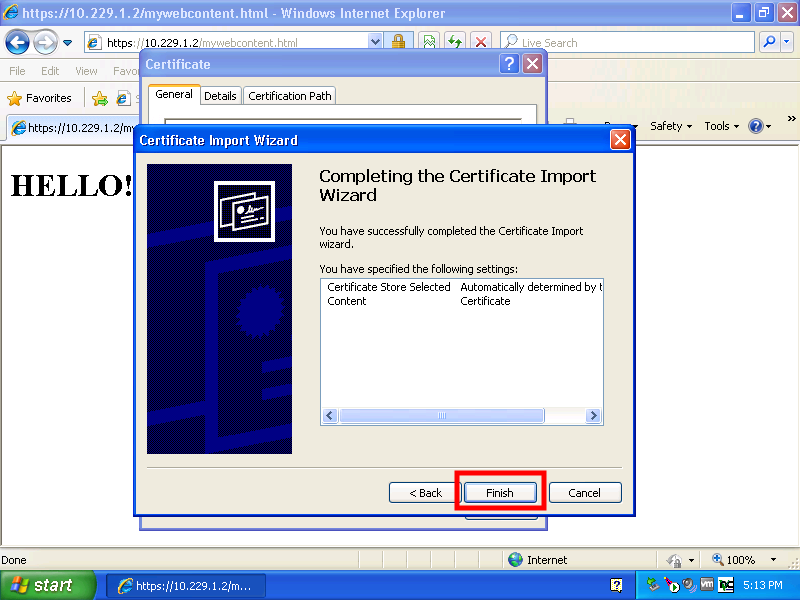 https://10.229.1.2/mywebcontent.html - Windows Internet Explorer
https://10.229.1.2/mywebcontent.html
Live Search
File Edit View Favo
Favorites
https://10.229.1.2/my
Safety Tools
Certificate
General Details Certification Path
HELLO!
Certificate Import Wizard
Completing the Certificate Import
Wizard
You have successfully completed the Certificate Import
wizard.
You have specified the following settings:
Certificate Store Selected Automatically determined by t
Content Certificate
< Back Finish Cancel
Done Internet 100%
start https://10.229.1.2/m... 5:13 PM